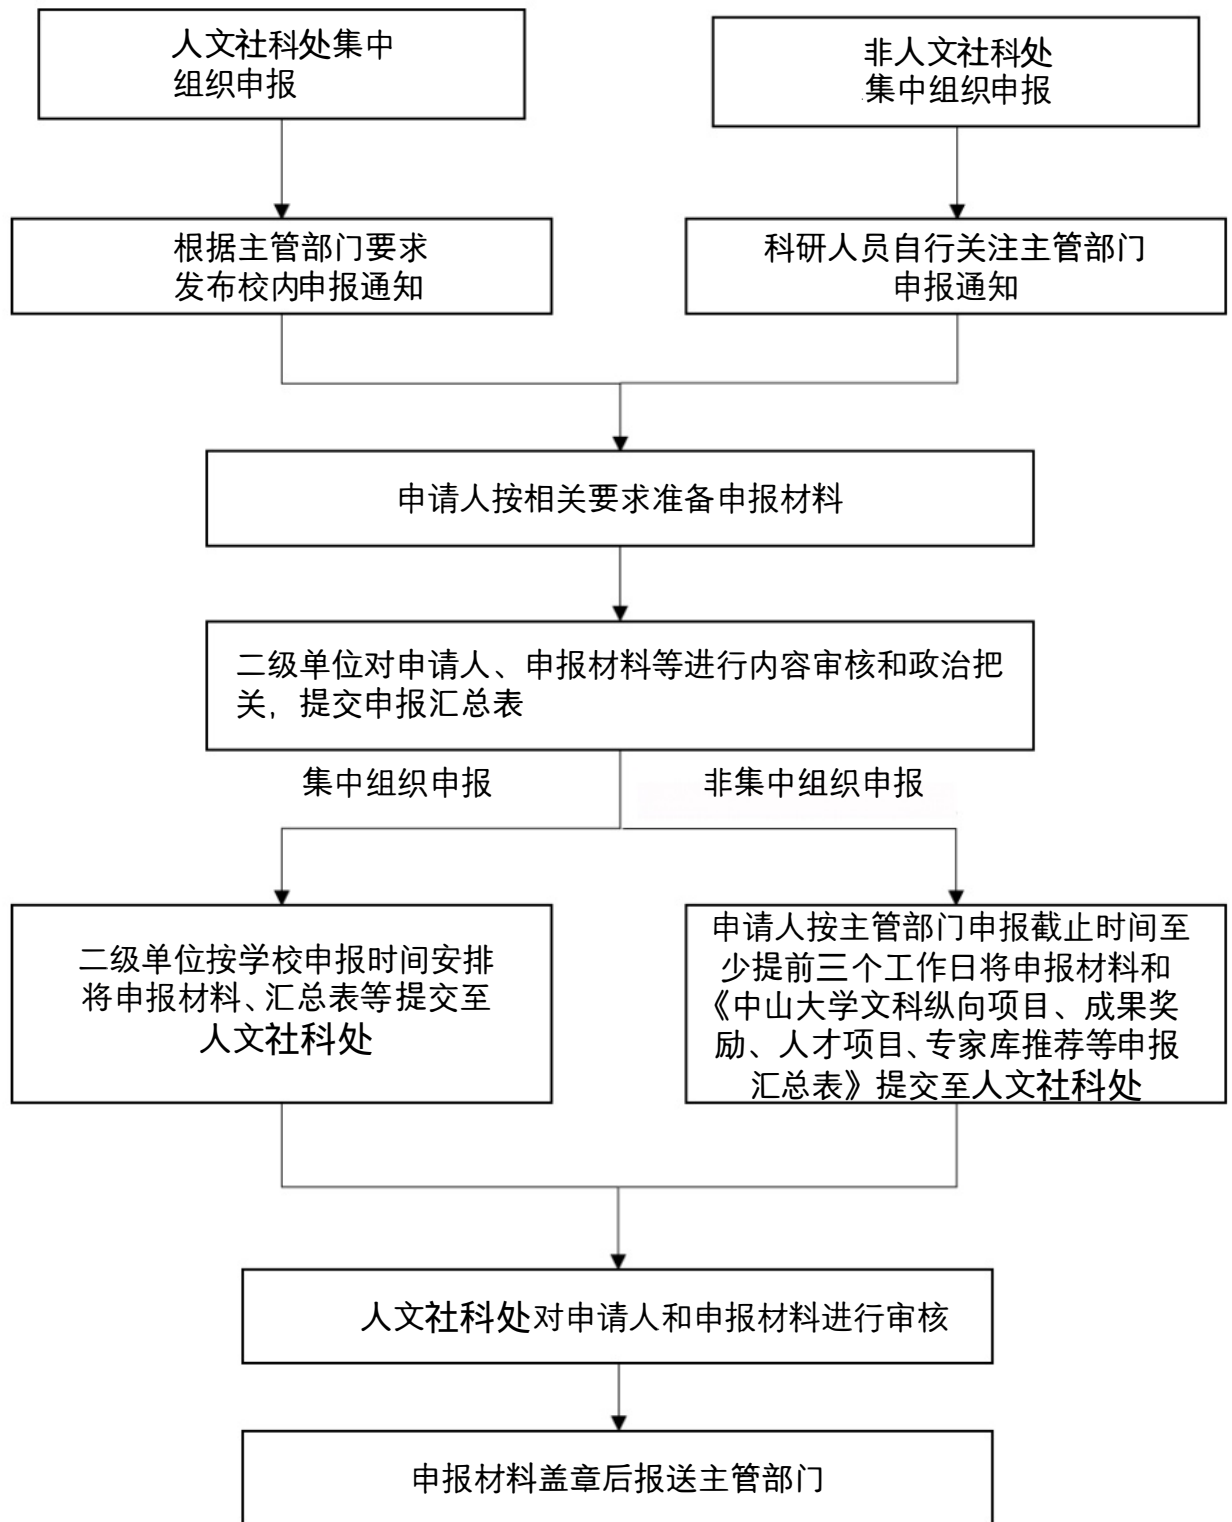 人文社科处集中
组织申报
非人文社科处
集中组织申报
根据主管部门要求
发布校内申报通知
科研人员自行关注主管部门
申报通知
申请人按相关要求准备申报材料
二级单位对申请人、申报材料等进行内容审核和政治把
关，提交申报汇总表
集中组织申报
非集中组织申报
二级单位按学校申报时间安排
将申报材料、汇总表等提交至
人文社科处
申请人按主管部门申报截止时间至
少提前三个工作日将申报材料和
《中山大学文科纵向项目、成果奖
励、人才项目、专家库推荐等申报
汇总表》提交至人文社科处
人文社科处对申请人和申报材料进行审核
申报材料盖章后报送主管部门